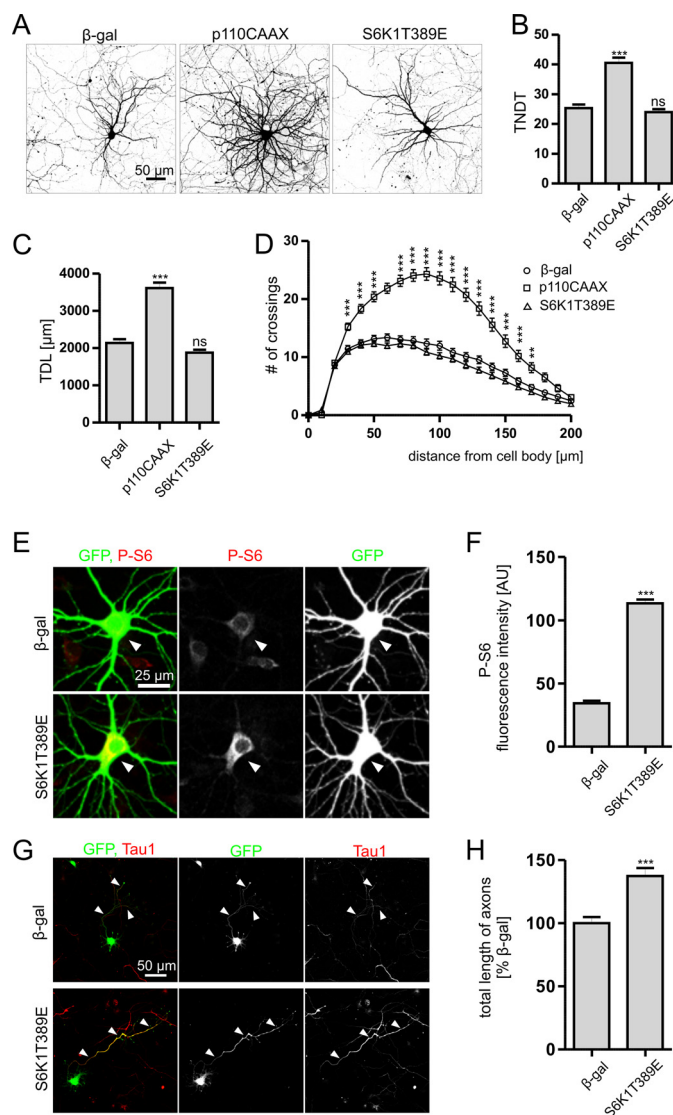 A
β-gal
p110CAAX
S6K1T389E
50 µm
B
TNDT
50
40
30
20
10
0
***
ns
β-gal
p110CAAX
S6K1T389E
C
TDL [µm]
4000
3000
2000
1000
0
***
ns
β-gal
p110CAAX
S6K1T389E
D
# of crossings
30
20
10
0
***
***
***
***
***
***
***
***
***
***
***
***
***
***
**
β-gal
p110CAAX
S6K1T389E
0
50
100
150
200
distance from cell body [µm]
E
GFP, P-S6
P-S6
GFP
β-gal
25 µm
S6K1T389E
F
P-S6
fluorescence intensity [AU]
150
100
50
0
***
β-gal
S6K1T389E
G
GFP, Tau1
GFP
Tau1
β-gal
50 µm
S6K1T389E
H
total length of axons
[% β-gal]
150
100
50
0
***
β-gal
S6K1T389E